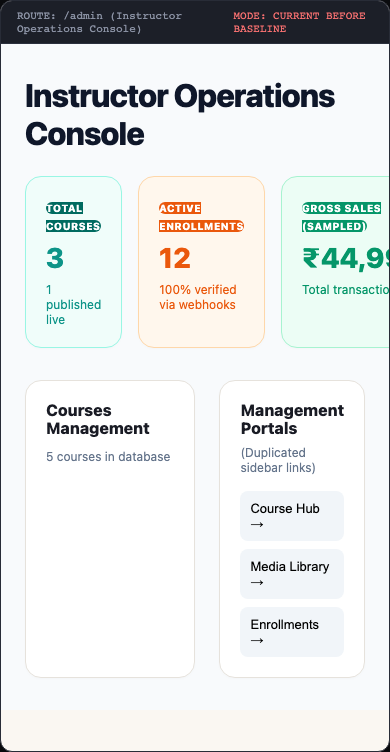 ROUTE: /admin (Instructor
Operations Console)
MODE: CURRENT BEFORE
BASELINE
Instructor Operations
Console
TOTAL
COURSES
3
1
published
live
ACTIVE
ENROLLMENTS
12
100% verified
via webhooks
GROSS SALES
(SAMPLED)
₹44,99
Total transactio
Courses
Management
5 courses in database
Management
Portals
(Duplicated
sidebar links)
Course Hub
→
Media Library
→
Enrollments
→